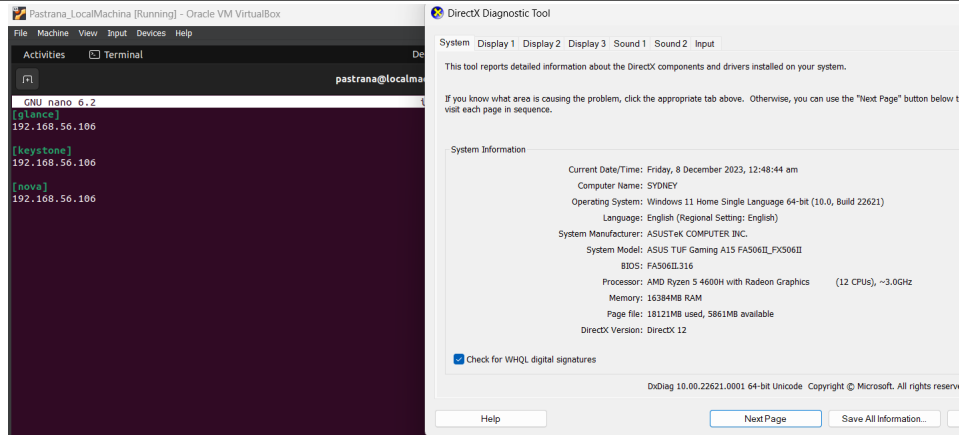 Pastrana_LocalMachina [Running] - Oracle VM VirtualBox
File Machine View Input Devices Help
Activities Terminal
pastrana@localma
GNU nano 6.2
[glance]
192.168.56.106
[keystone]
192.168.56.106
[nova]
192.168.56.106
DirectX Diagnostic Tool
System Display 1 Display 2 Display 3 Sound 1 Sound 2 Input
This tool reports detailed information about the DirectX components and drivers installed on your system.
If you know what area is causing the problem, click the appropriate tab above. Otherwise, you can use the "Next Page" button below t
visit each page in sequence.
System Information
Current Date/Time: Friday, 8 December 2023, 12:48:44 am
Computer Name: SYDNEY
Operating System: Windows 11 Home Single Language 64-bit (10.0, Build 22621)
Language: English (Regional Setting: English)
System Manufacturer: ASUSTeK COMPUTER INC.
System Model: ASUS TUF Gaming A15 FA506II_FX506II
BIOS: FA506II.316
Processor: AMD Ryzen 5 4600H with Radeon Graphics (12 CPUs), ~3.0GHz
Memory: 16384MB RAM
Page file: 18121MB used, 5861MB available
DirectX Version: DirectX 12
Check for WHQL digital signatures
DxDiag 10.00.22621.0001 64-bit Unicode Copyright © Microsoft. All rights reserve
Help Next Page Save All Information...